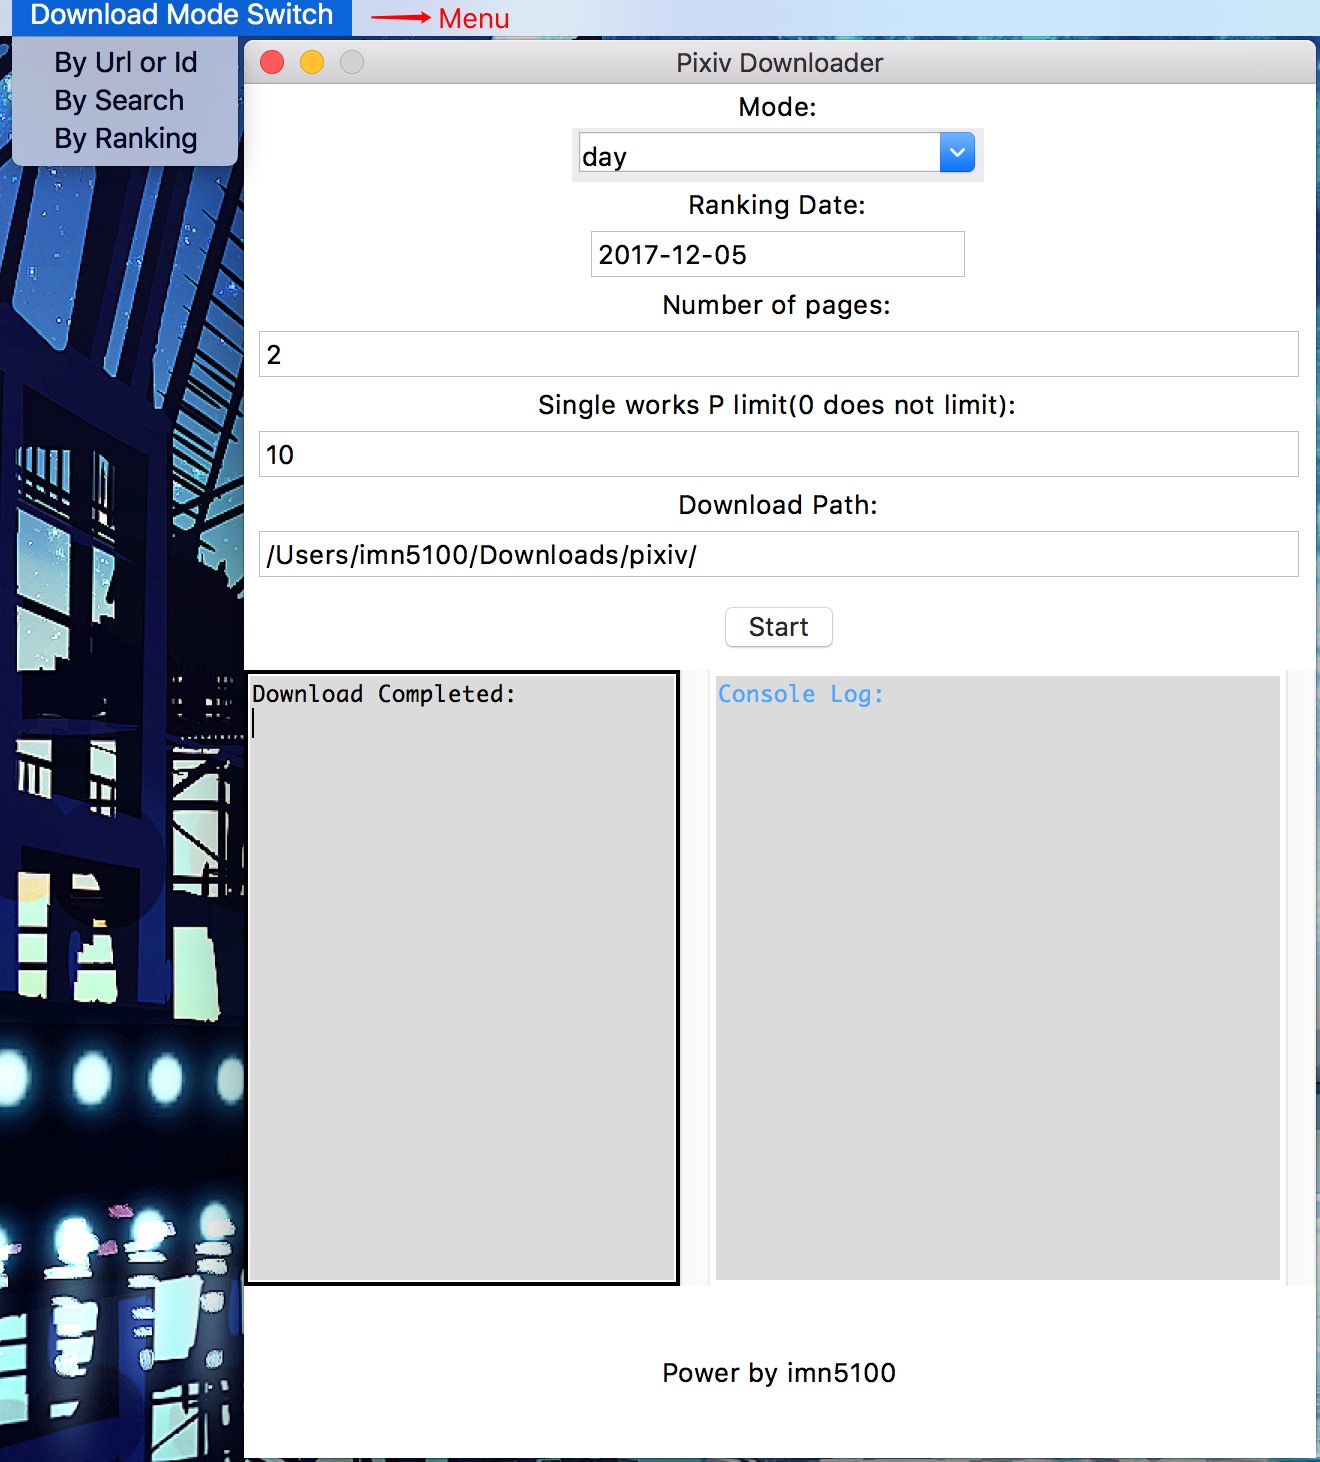 Download Mode Switch
Menu
By Url or Id
By Search
By Ranking
Pixiv Downloader
Mode:
day
Ranking Date:
2017-12-05
Number of pages:
2
Single works P limit(0 does not limit):
10
Download Path:
/Users/imn5100/Downloads/pixiv/
Start
Download Completed:
Console Log:
Power by imn5100